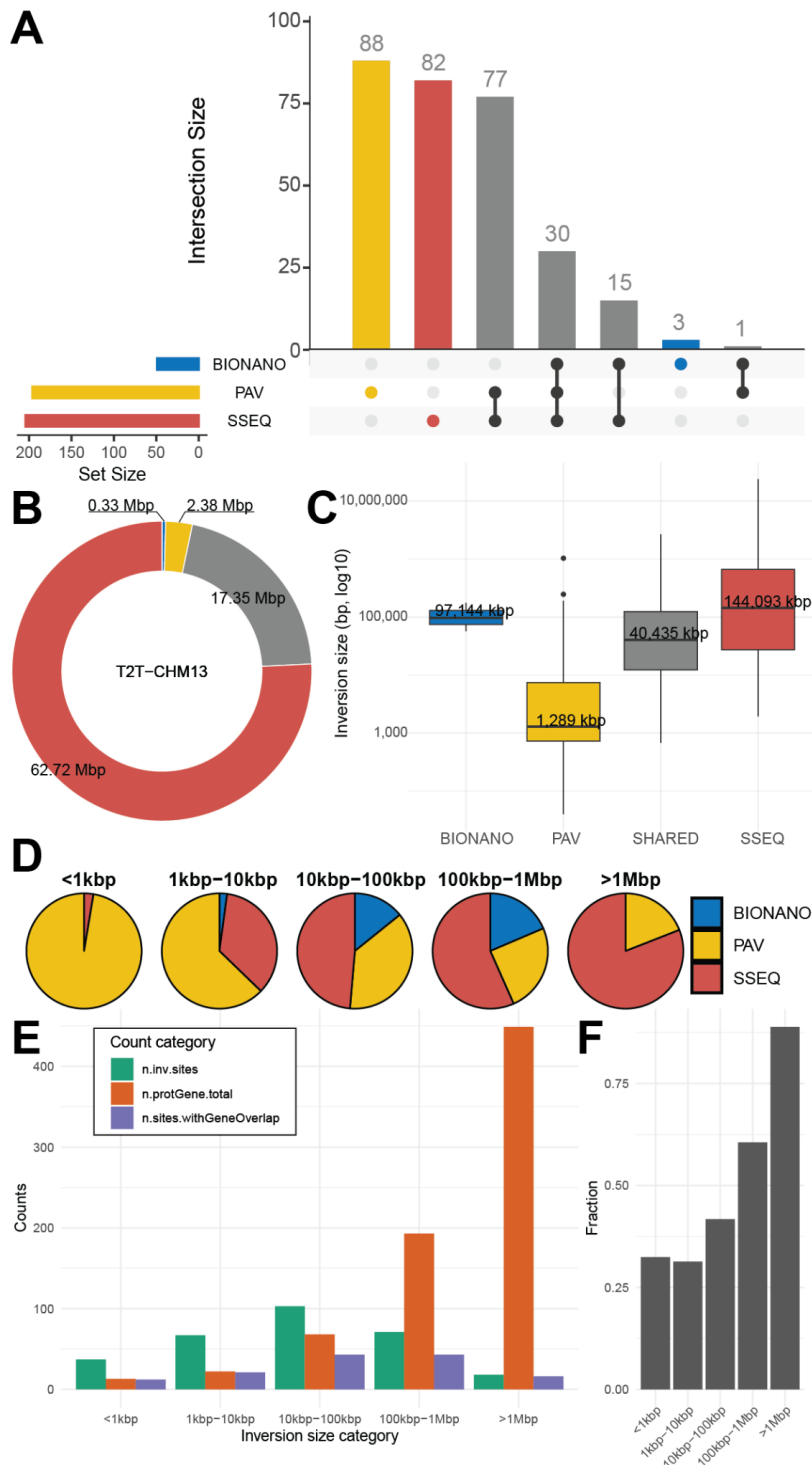 A
Intersection Size
100
75
50
25
0
88
82
77
30
15
3
1
BIONANO
PAV
SSEQ
200 150 100 50 0
Set Size
B
0.33 Mbp 2.38 Mbp
17.35 Mbp
T2T-CHM13
62.72 Mbp
C
Inversion size (bp, log10)
10,000,000
100,000
1,000
97,144 kbp
1,289 kbp
40,435 kbp
144,093 kbp
BIONANO PAV SHARED SSEQ
D
<1kbp 1kbp-10kbp 10kbp-100kbp 100kbp-1Mbp >1Mbp
BIONANO
PAV
SSEQ
E
Count category
n.inv.sites
n.protGene.total
n.sites.withGeneOverlap
Counts
400
300
200
100
0
<1kbp 1kbp-10kbp 10kbp-100kbp 100kbp-1Mbp >1Mbp
Inversion size category
F
Fraction
0.75
0.50
0.25
0.00
<1kbp
1kbp-10kbp
10kbp-100kbp
100kbp-1Mbp
>1Mbp